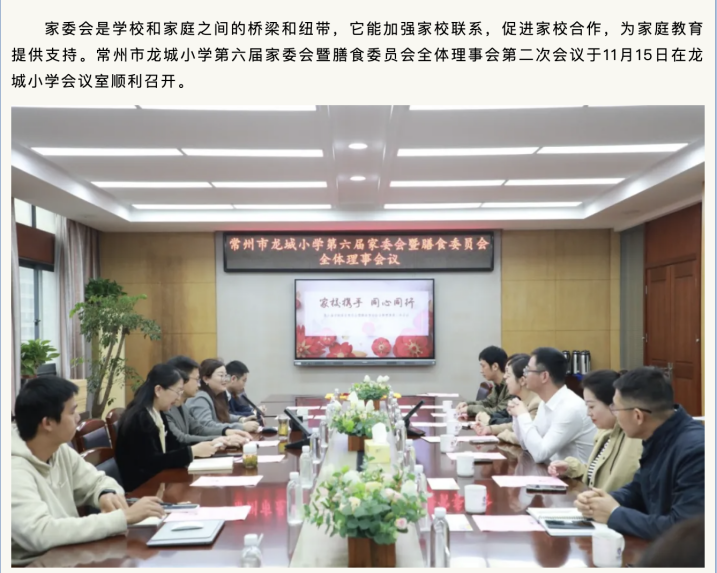 家委会是学校和家庭之间的桥梁和纽带，它能加强家校联系，促进家校合作，为家庭教育
提供支持。常州市龙城小学第六届家委会暨膳食委员会全体理事会第二次会议于11月15日在龙
城小学会议室顺利召开。
常州市龙城小学第六届家委会暨膳食委员会
全体理事会议
家校携手 同心同行